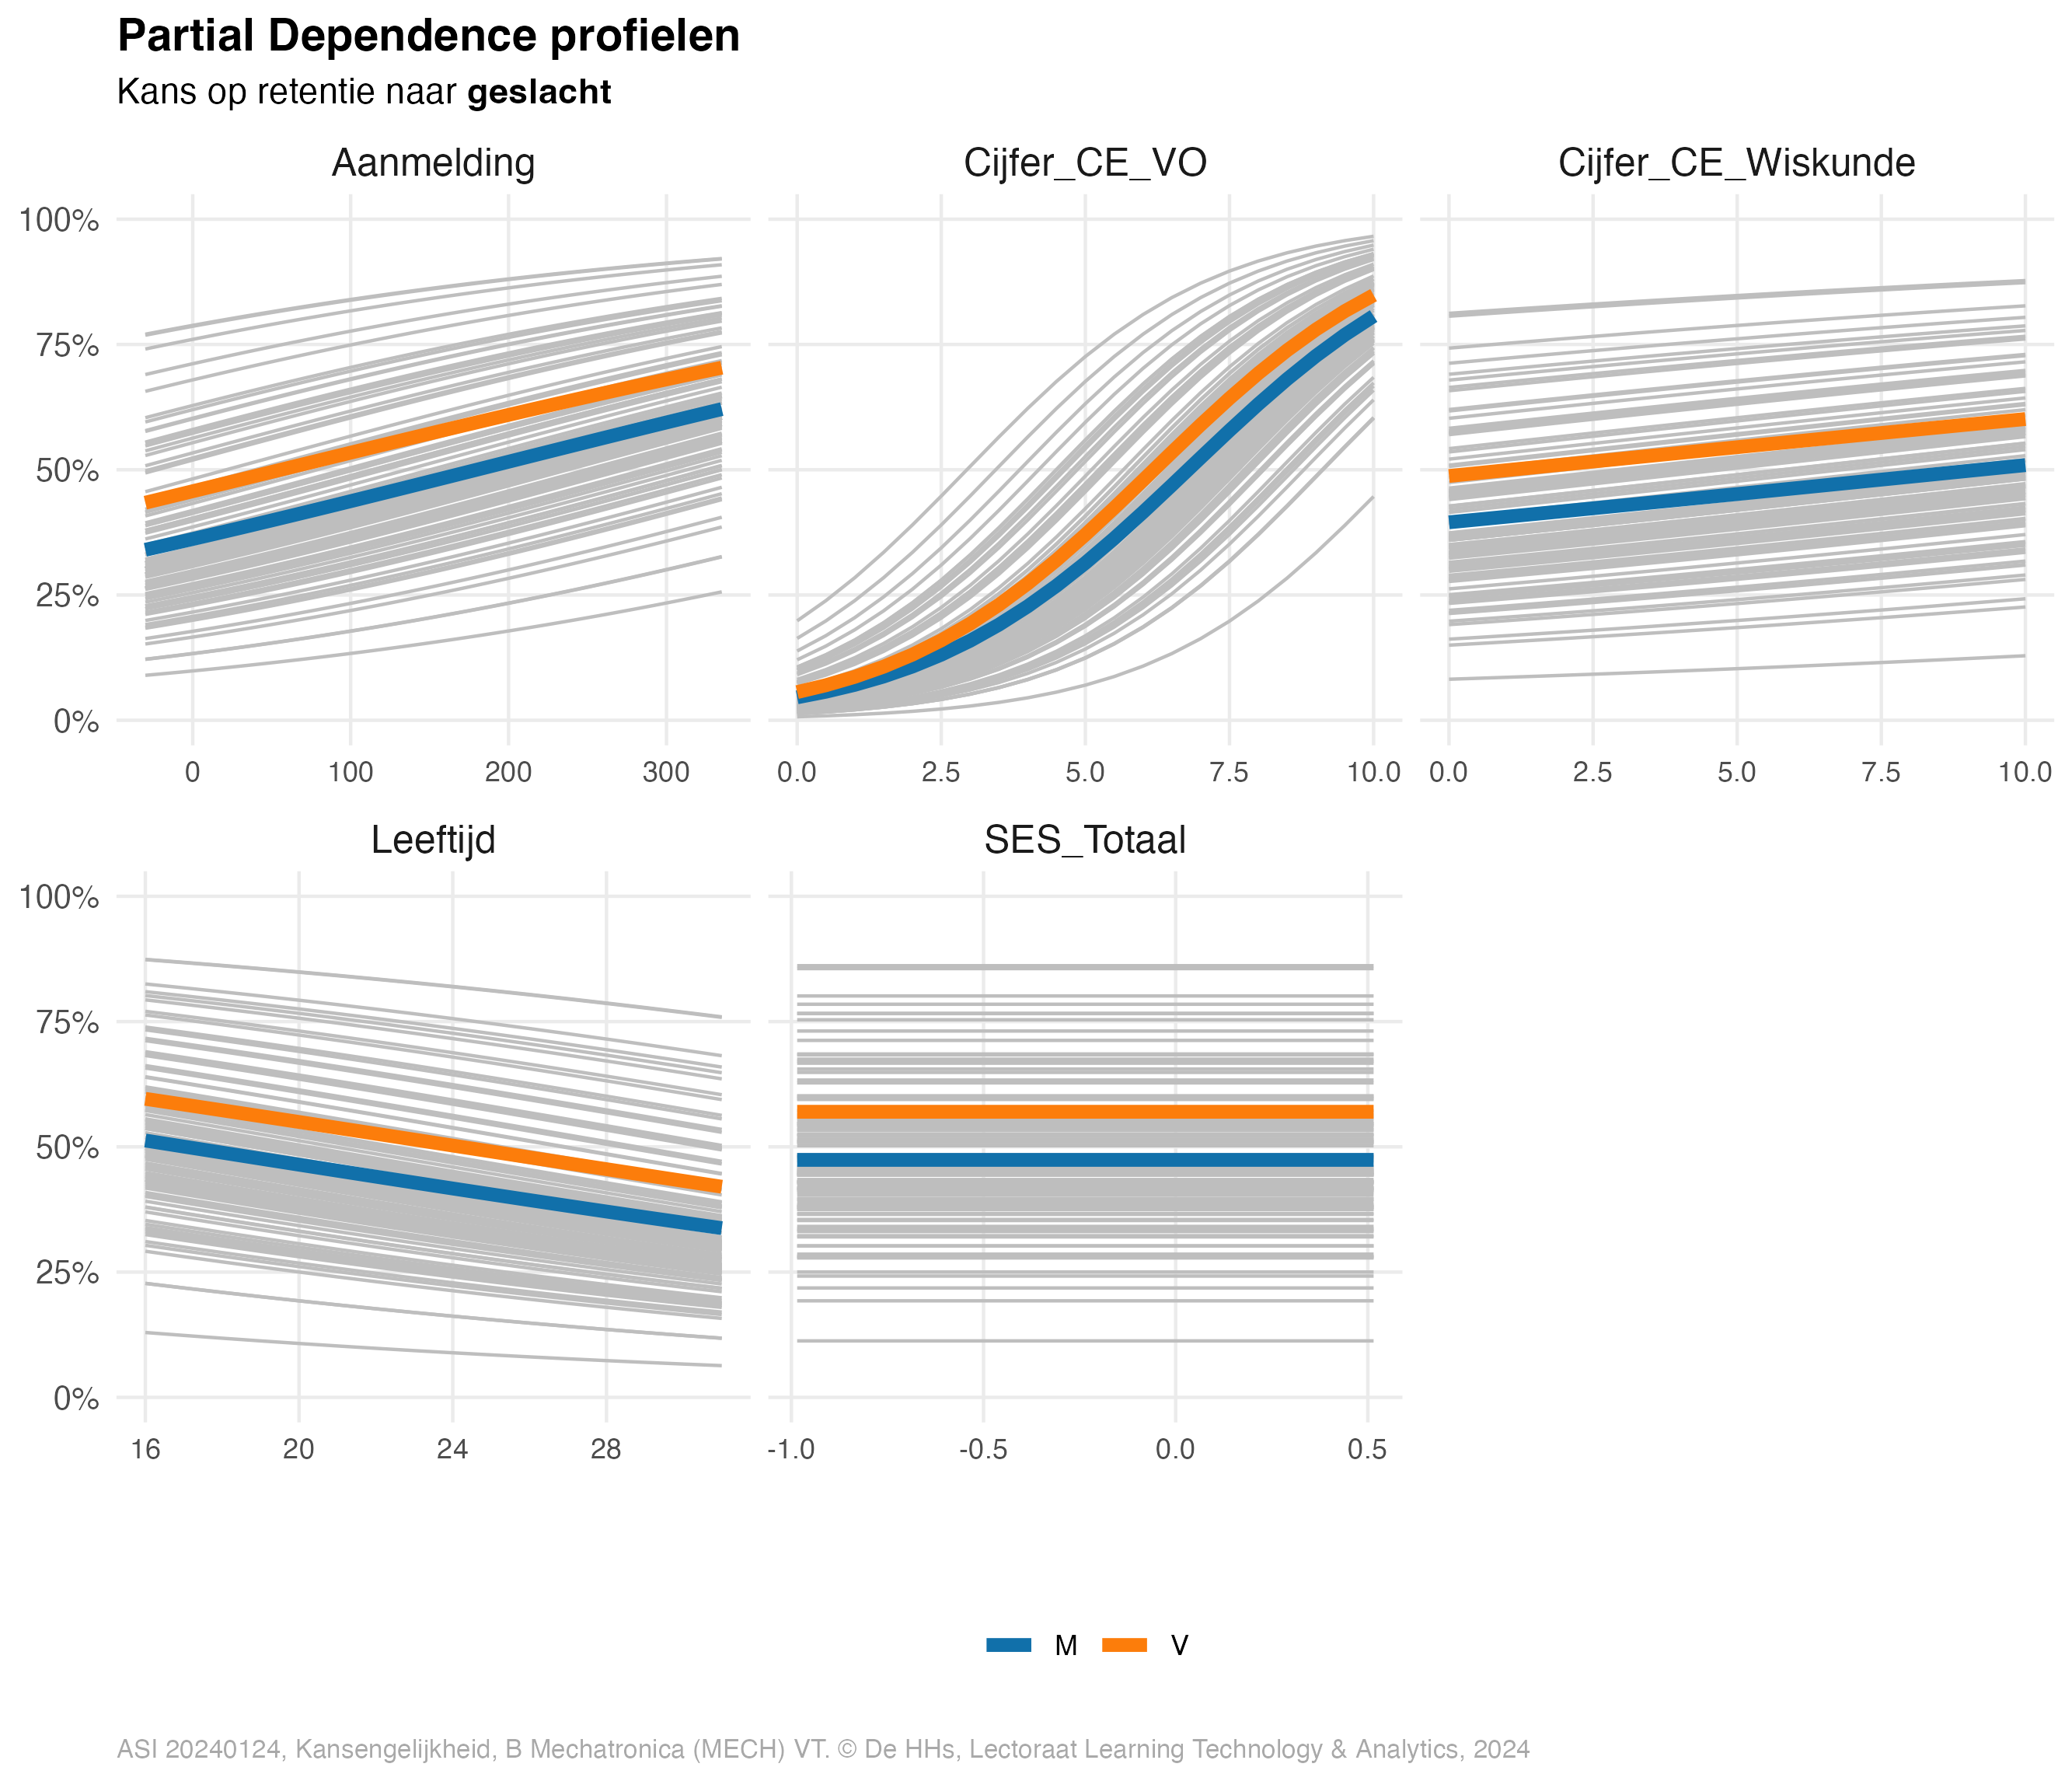 Partial Dependence profielen
Kans op retentie naar geslacht
Aanmelding
Cijfer_CE_VO
Cijfer_CE_Wiskunde
100%
75%
50%
25%
0%
0 100 200 300
0.0 2.5 5.0 7.5 10.0
0.0 2.5 5.0 7.5 10.0
Leeftijd
SES_Totaal
100%
75%
50%
25%
0%
16 20 24 28
-1.0 -0.5 0.0 0.5
M V
ASI 20240124, Kansengelijkheid, B Mechatronica (MECH) VT. © De HHs, Lectoraat Learning Technology & Analytics, 2024